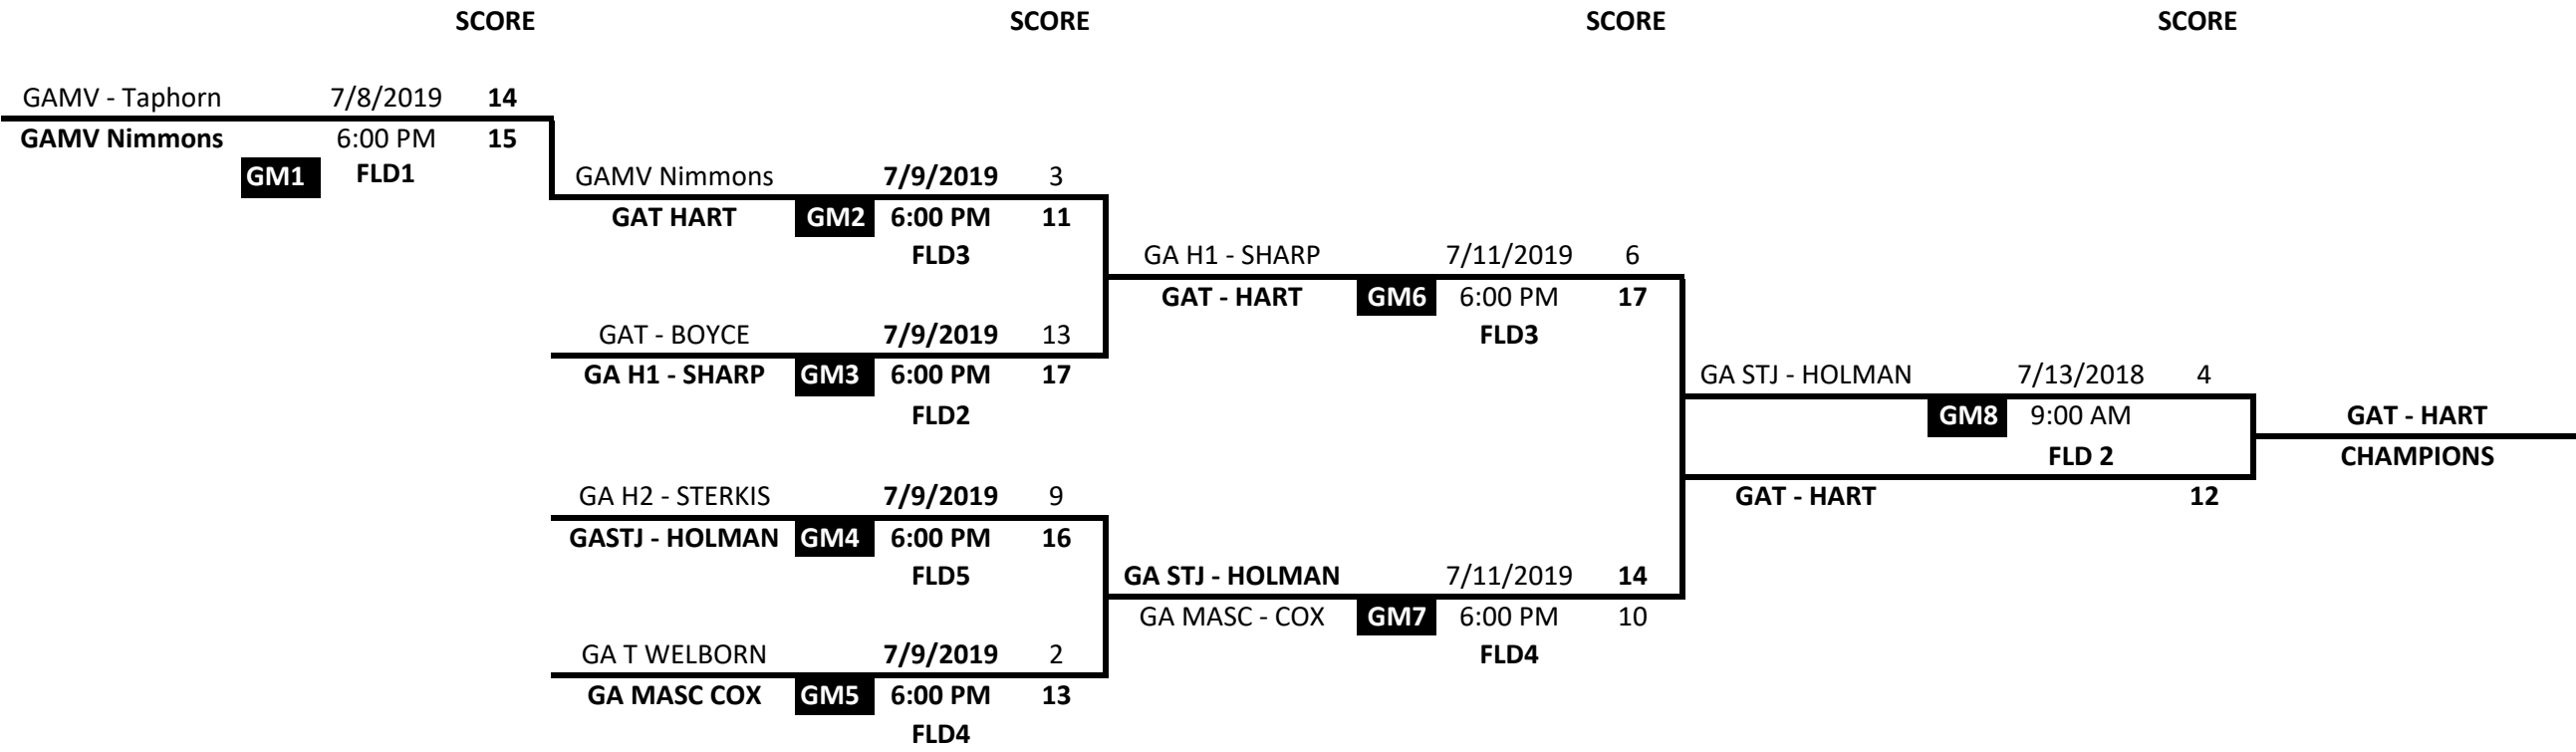 SCORE SCORE SCORE SCORE
GAMV - Taphorn 7/8/2019 14
GAMV Nimmons 6:00 PM 15
GM1 FLD1
GAMV Nimmons 7/9/2019 3
GAT HART GM2 6:00 PM 11
FLD3
GAT - BOYCE 7/9/2019 13
GA H1 - SHARP GM3 6:00 PM 17
FLD2
GA H2 - STERKIS 7/9/2019 9
GASTJ - HOLMAN GM4 6:00 PM 16
FLD5
GA T WELBORN 7/9/2019 2
GA MASC COX GM5 6:00 PM 13
FLD4
GA H1 - SHARP 7/11/2019 6
GAT - HART GM6 6:00 PM 17
FLD3
GA STJ - HOLMAN 7/11/2019 14
GA MASC - COX GM7 6:00 PM 10
FLD4
GA STJ - HOLMAN 7/13/2018 4
GM8 9:00 AM
FLD 2
GAT - HART 12
GAT - HART
CHAMPIONS